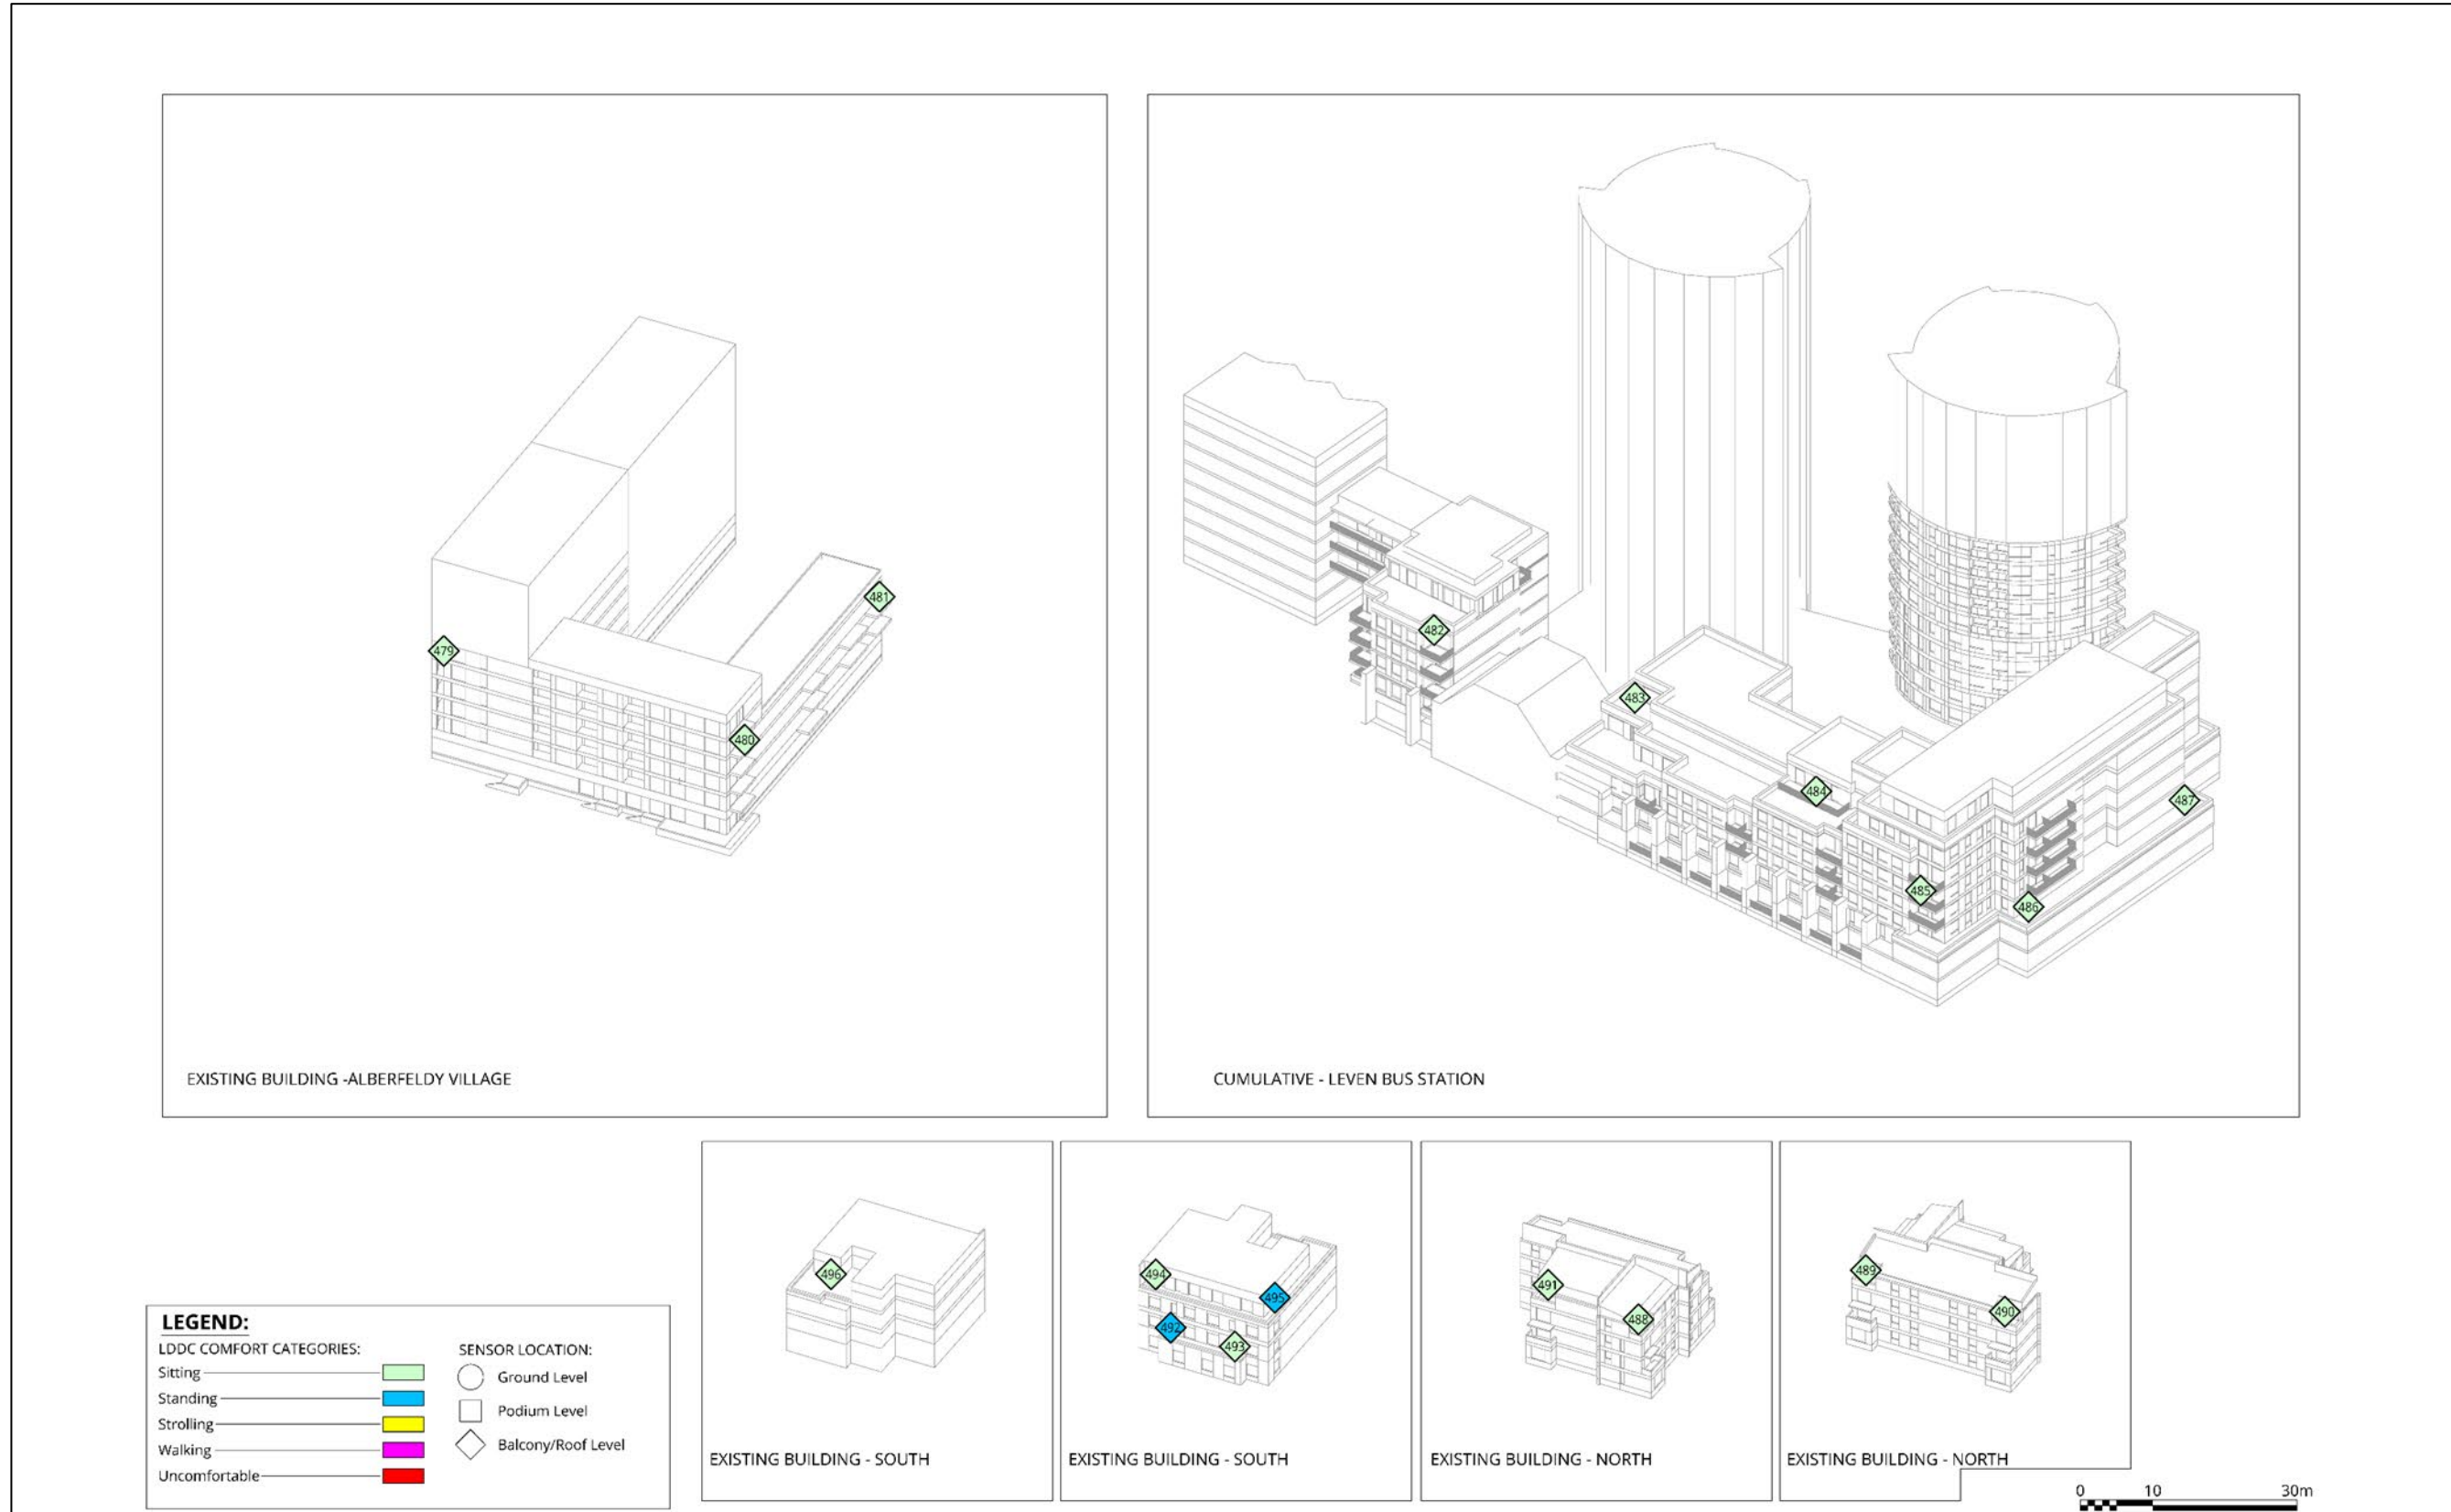 481
479
480
EXISTING BUILDING -ALBERFELDY VILLAGE
482
483
484
487
485
486
CUMULATIVE - LEVEN BUS STATION
496
EXISTING BUILDING - SOUTH
494
495
492
493
EXISTING BUILDING - SOUTH
491
488
EXISTING BUILDING - NORTH
489
490
EXISTING BUILDING - NORTH
LEGEND:
LDDC COMFORT CATEGORIES:
Sitting
Standing
Strolling
Walking
Uncomfortable
SENSOR LOCATION:
Ground Level
Podium Level
Balcony/Roof Level
0 10 30m